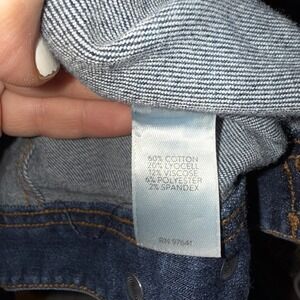 60% COTTON
20% LYOCELL
12% VISCOSE
6% POLYESTER
2% SPANDEX
RN 97641